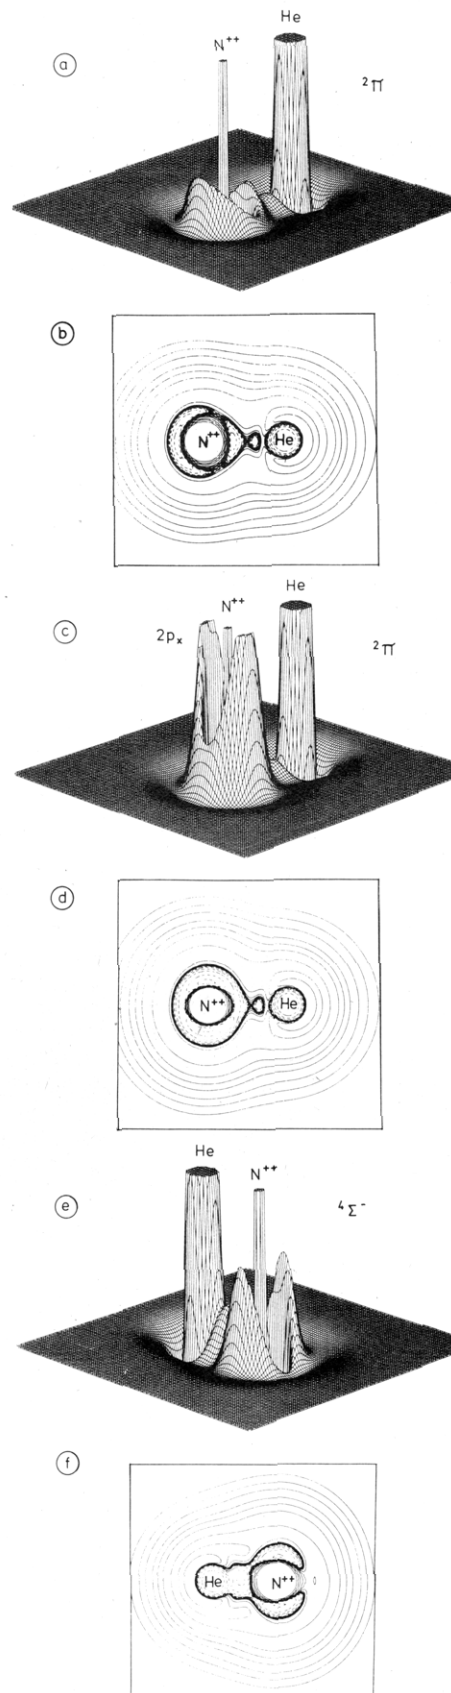 He
N++
a
²Π
b
N++
He
He
N++
c
2pₓ
²Π
d
N++
He
He
N++
e
⁴Σ⁻
f
He
N++